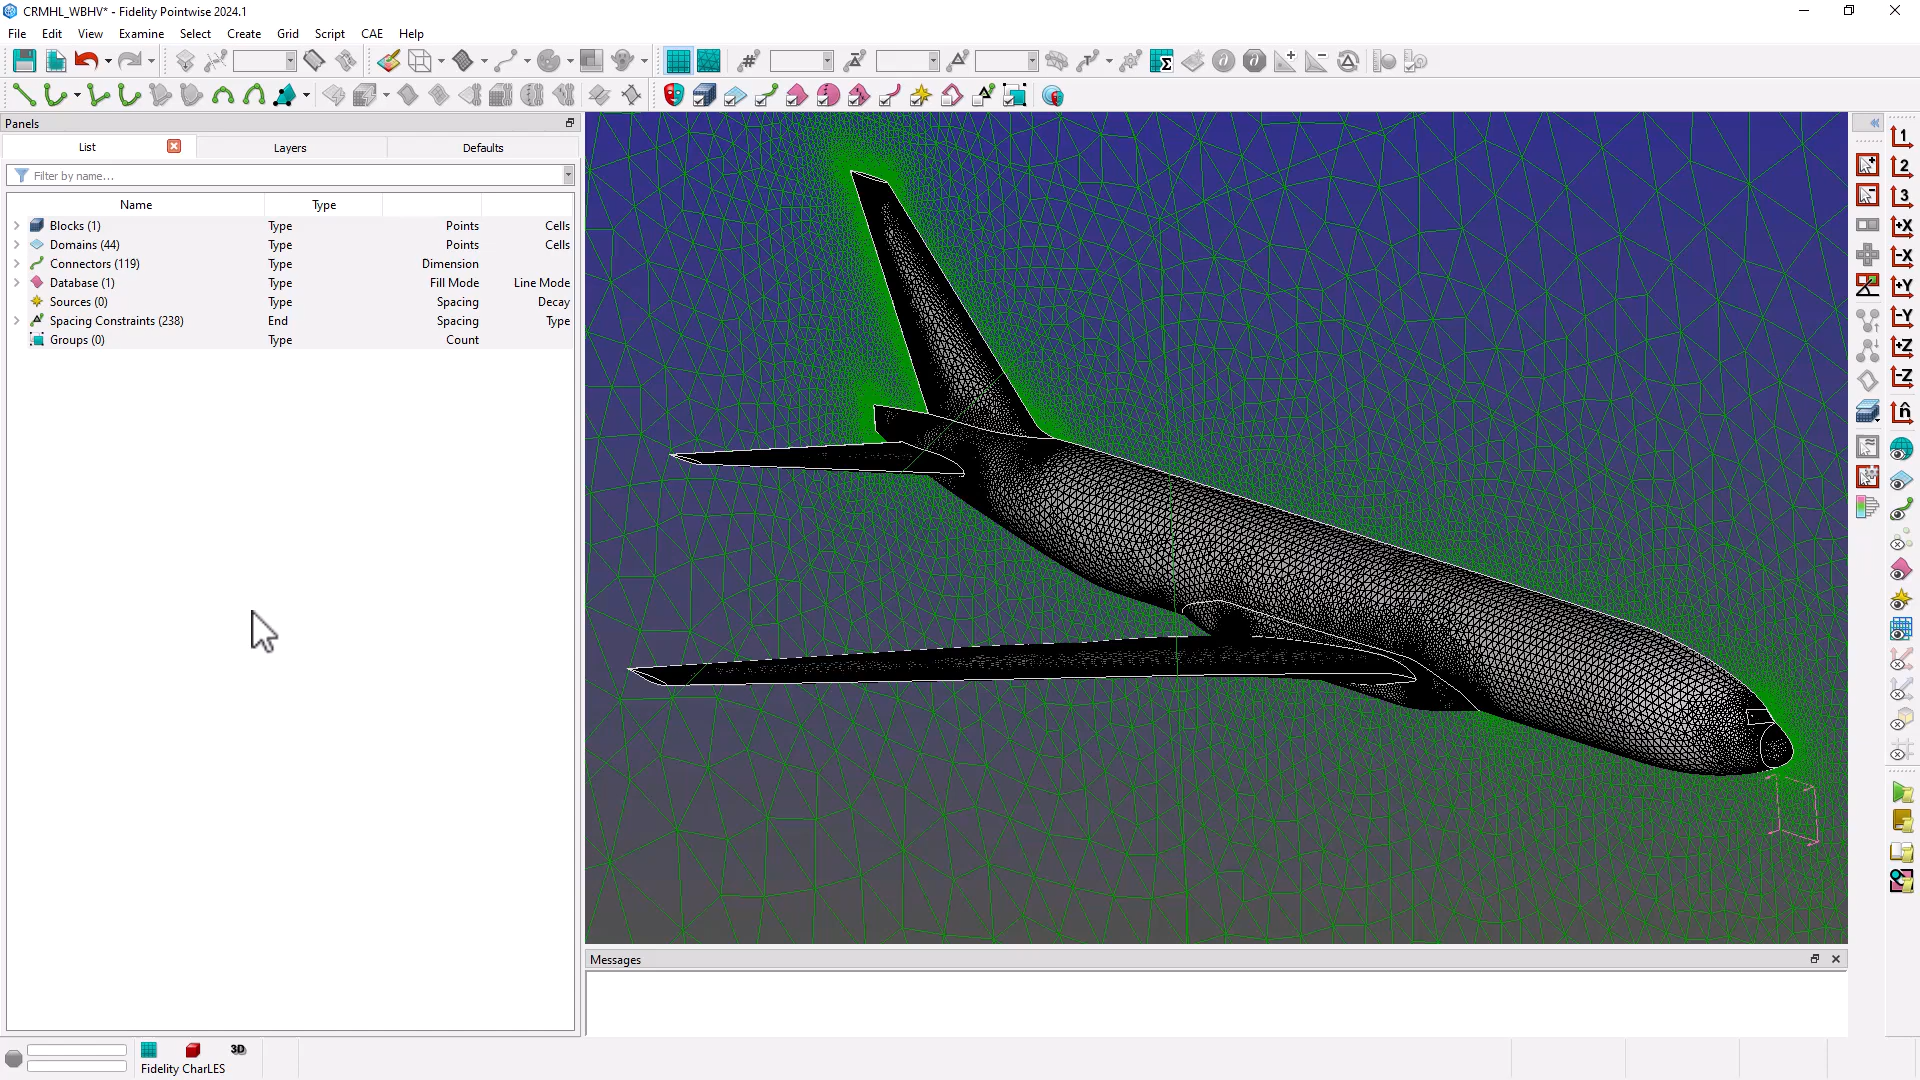 CRMHL_WBHV* - Fidelity Pointwise 2024.1
File Edit View Examine Select Create Grid Script CAE Help
Panels
List Layers Defaults
Filter by name...
Name Type
Blocks (1) Type Points Cells
Domains (44) Type Points Cells
Connectors (119) Type Dimension
Database (1) Type Fill Mode Line Mode
Sources (0) Type Spacing Decay
Spacing Constraints (238) End Spacing Type
Groups (0) Type Count
1
2
3
+X
-X
+Y
-Y
+Z
-Z
n̂
Messages
3D
Fidelity CharLES